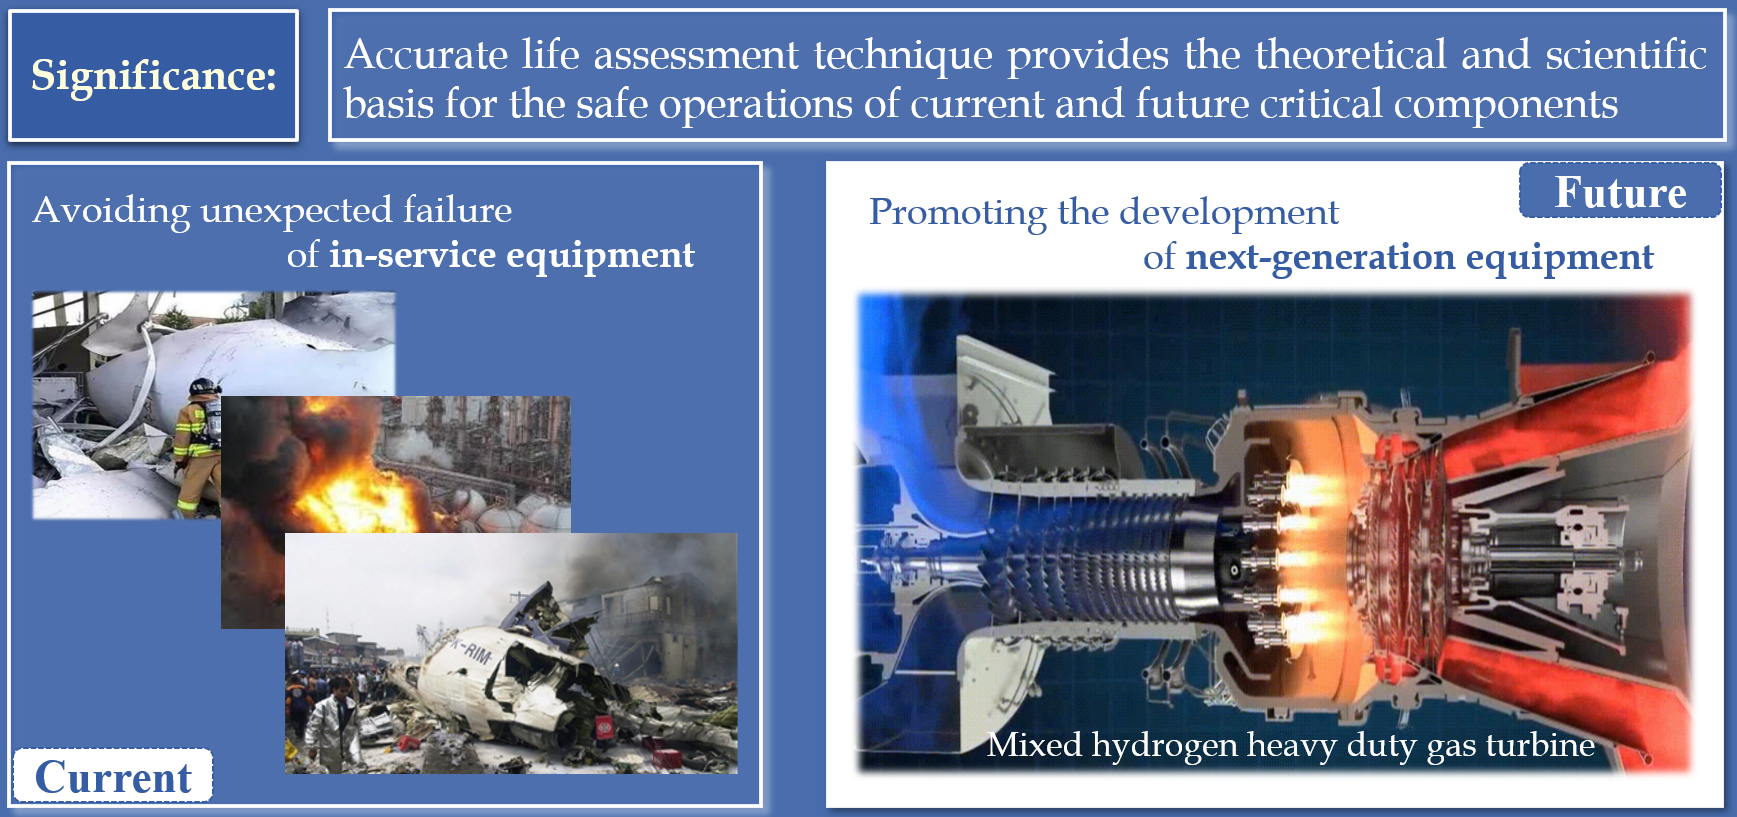 Significance:
Accurate life assessment technique provides the theoretical and scientific
basis for the safe operations of current and future critical components
Avoiding unexpected failure
of in-service equipment
K-RIM
Current
Future
Promoting the development
of next-generation equipment
Mixed hydrogen heavy duty gas turbine